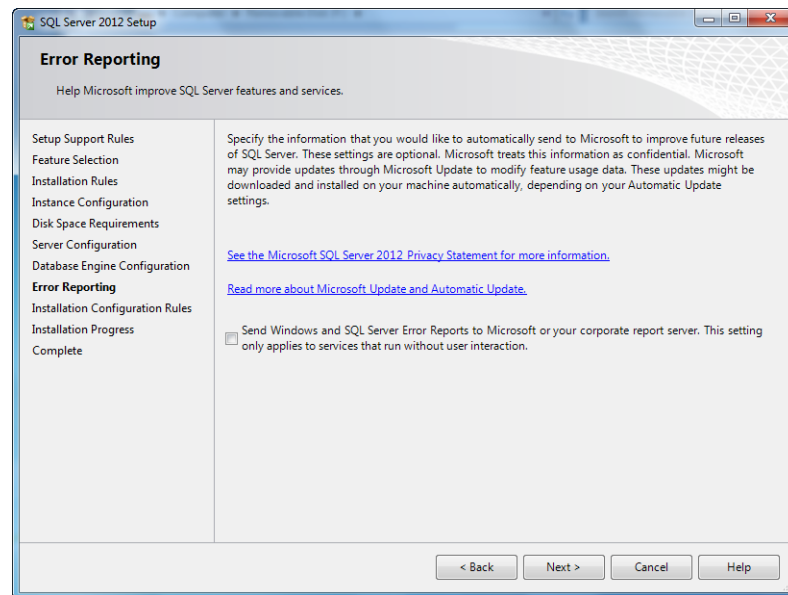 SQL Server 2012 Setup
Error Reporting
Help Microsoft improve SQL Server features and services.
Setup Support Rules
Feature Selection
Installation Rules
Instance Configuration
Disk Space Requirements
Server Configuration
Database Engine Configuration
Error Reporting
Installation Configuration Rules
Installation Progress
Complete
Specify the information that you would like to automatically send to Microsoft to improve future releases
of SQL Server. These settings are optional. Microsoft treats this information as confidential. Microsoft
may provide updates through Microsoft Update to modify feature usage data. These updates might be
downloaded and installed on your machine automatically, depending on your Automatic Update
settings.
See the Microsoft SQL Server 2012 Privacy Statement for more information.
Read more about Microsoft Update and Automatic Update.
Send Windows and SQL Server Error Reports to Microsoft or your corporate report server. This setting
only applies to services that run without user interaction.
< Back
Next >
Cancel
Help